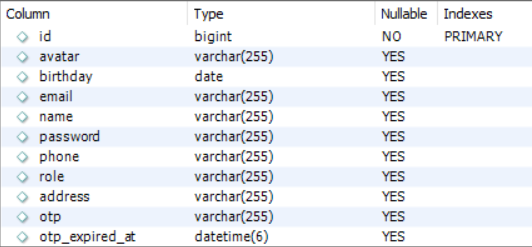 Column Type Nullable Indexes
id bigint NO PRIMARY
avatar varchar(255) YES
birthday date YES
email varchar(255) YES
name varchar(255) YES
password varchar(255) YES
phone varchar(255) YES
role varchar(255) YES
address varchar(255) YES
otp varchar(255) YES
otp_expired_at datetime(6) YES